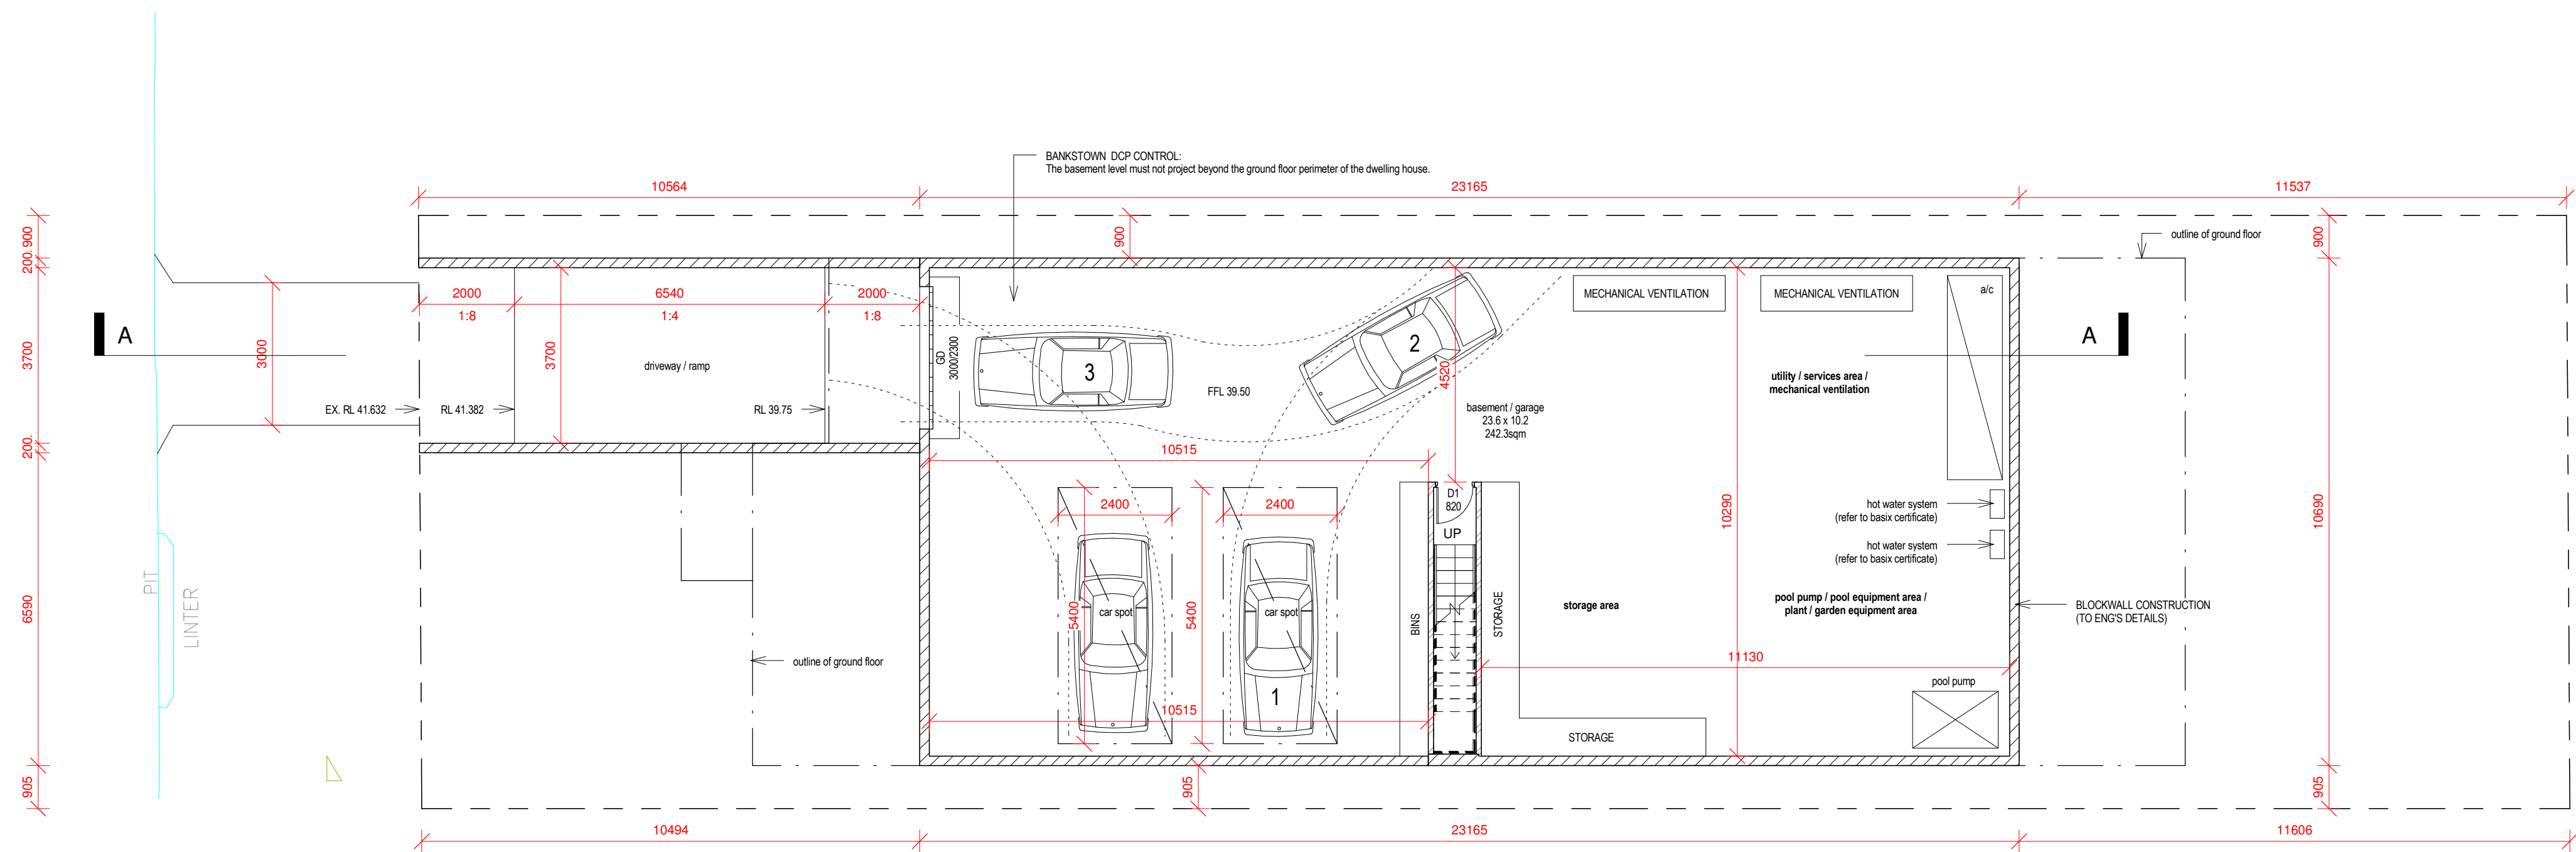 BANKSTOWN DCP CONTROL:
The basement level must not project beyond the ground floor perimeter of the dwelling house.
10564
23165
11537
900
200
3700
200
6590
905
900
900
outline of ground floor
2000
6540
2000
1:8
1:4
1:8
MECHANICAL VENTILATION
MECHANICAL VENTILATION
a/c
A
A
3000
3700
driveway / ramp
GD
3000/2300
3
2
4520
FFL 39.50
utility / services area /
mechanical ventilation
EX. RL 41.632
RL 41.382
RL 39.75
basement / garage
23.6 x 10.2
242.3sqm
10515
2400
2400
D1
820
UP
10290
10690
hot water system
(refer to basix certificate)
hot water system
(refer to basix certificate)
PIT
LINTER
5400
car spot
5400
car spot
BINS
STORAGE
storage area
pool pump / pool equipment area /
plant / garden equipment area
BLOCKWALL CONSTRUCTION
(TO ENG'S DETAILS)
outline of ground floor
11130
pool pump
1
10515
STORAGE
905
905
10494
23165
11606